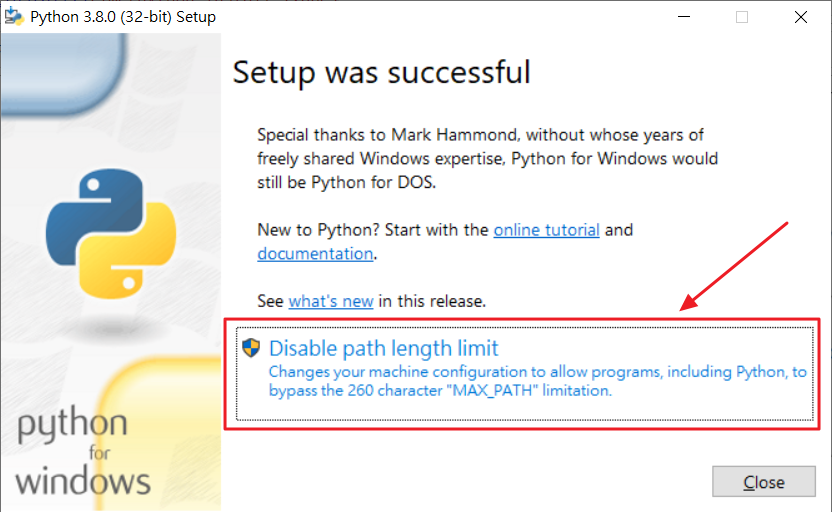 Python 3.8.0 (32-bit) Setup
Setup was successful
Special thanks to Mark Hammond, without whose years of
freely shared Windows expertise, Python for Windows would
still be Python for DOS.
New to Python? Start with the online tutorial and
documentation.
See what's new in this release.
Disable path length limit
Changes your machine configuration to allow programs, including Python, to
bypass the 260 character "MAX_PATH" limitation.
python
for
windows
Close